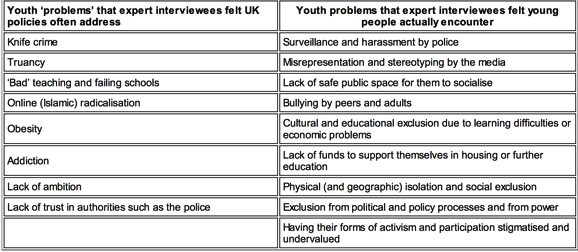 Youth ‘problems’ that expert interviewees felt UK
policies often address
Youth problems that expert interviewees felt young
people actually encounter
Knife crime
Surveillance and harassment by police
Truancy
Misrepresentation and stereotyping by the media
‘Bad’ teaching and failing schools
Lack of safe public space for them to socialise
Online (Islamic) radicalisation
Bullying by peers and adults
Obesity
Cultural and educational exclusion due to learning difficulties or
economic problems
Addiction
Lack of funds to support themselves in housing or further
education
Lack of ambition
Physical (and geographic) isolation and social exclusion
Lack of trust in authorities such as the police
Exclusion from political and policy processes and from power
Having their forms of activism and participation stigmatised and
undervalued